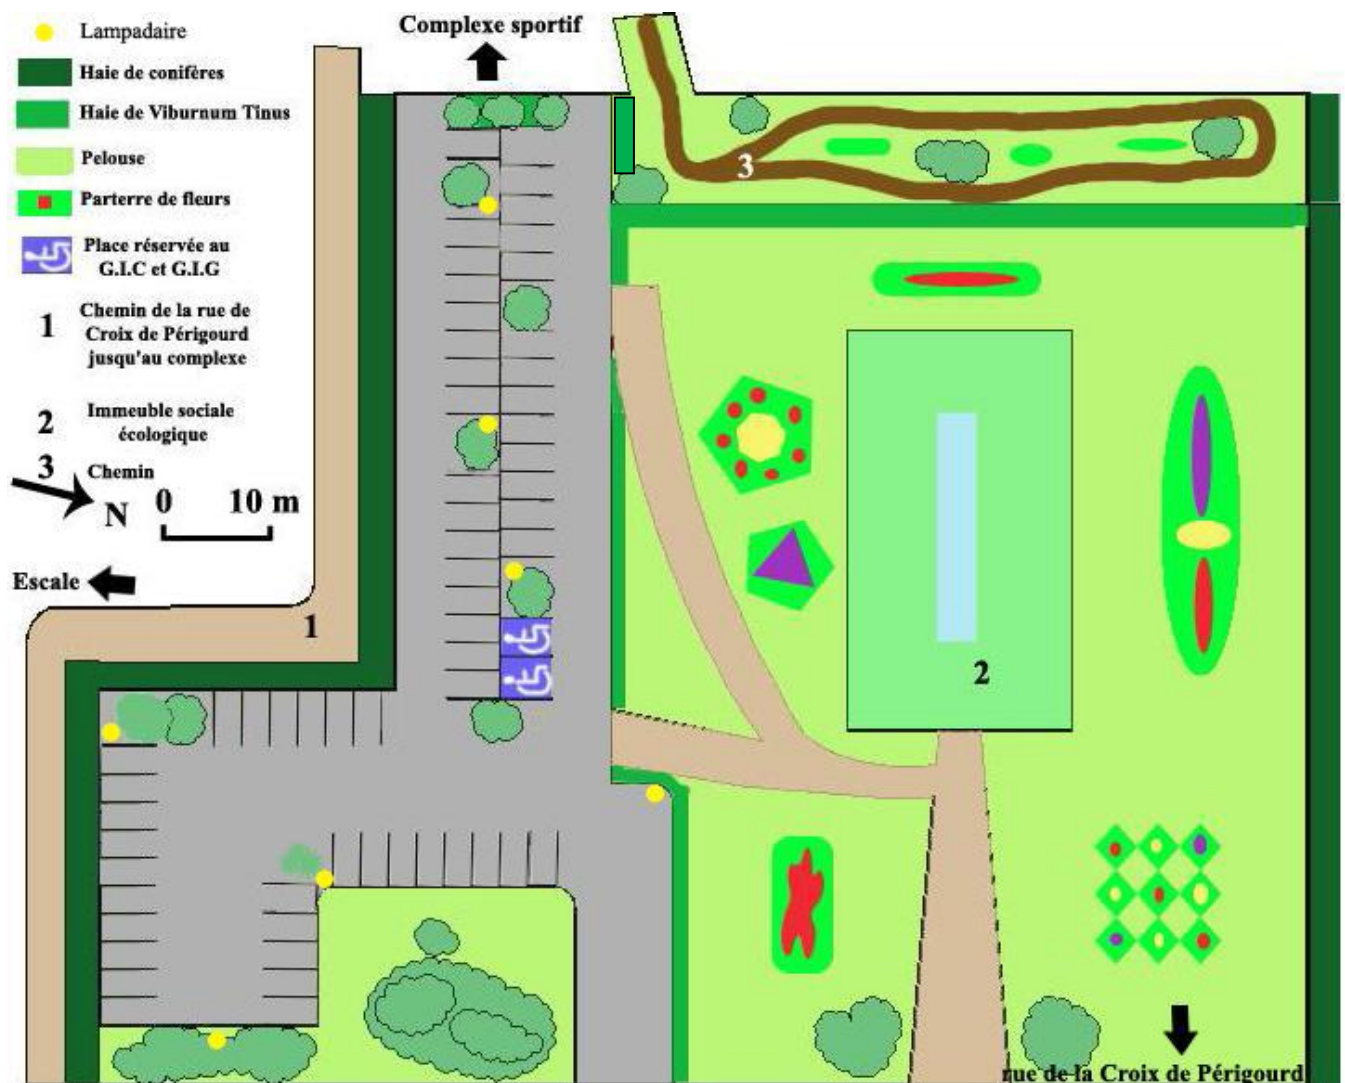 Complexe sportif
Lampadaire
Haie de conifères
Haie de Viburnum Tinus
Pelouse
Parterre de fleurs
Place réservée au
G.I.C et G.I.G
1
Chemin de la rue de
Croix de Périgourd
jusqu'au complexe
2
Immeuble sociale
écologique
3
Chemin
N
0 10 m
Escale
1
2
3
rue de la Croix de Périgourd